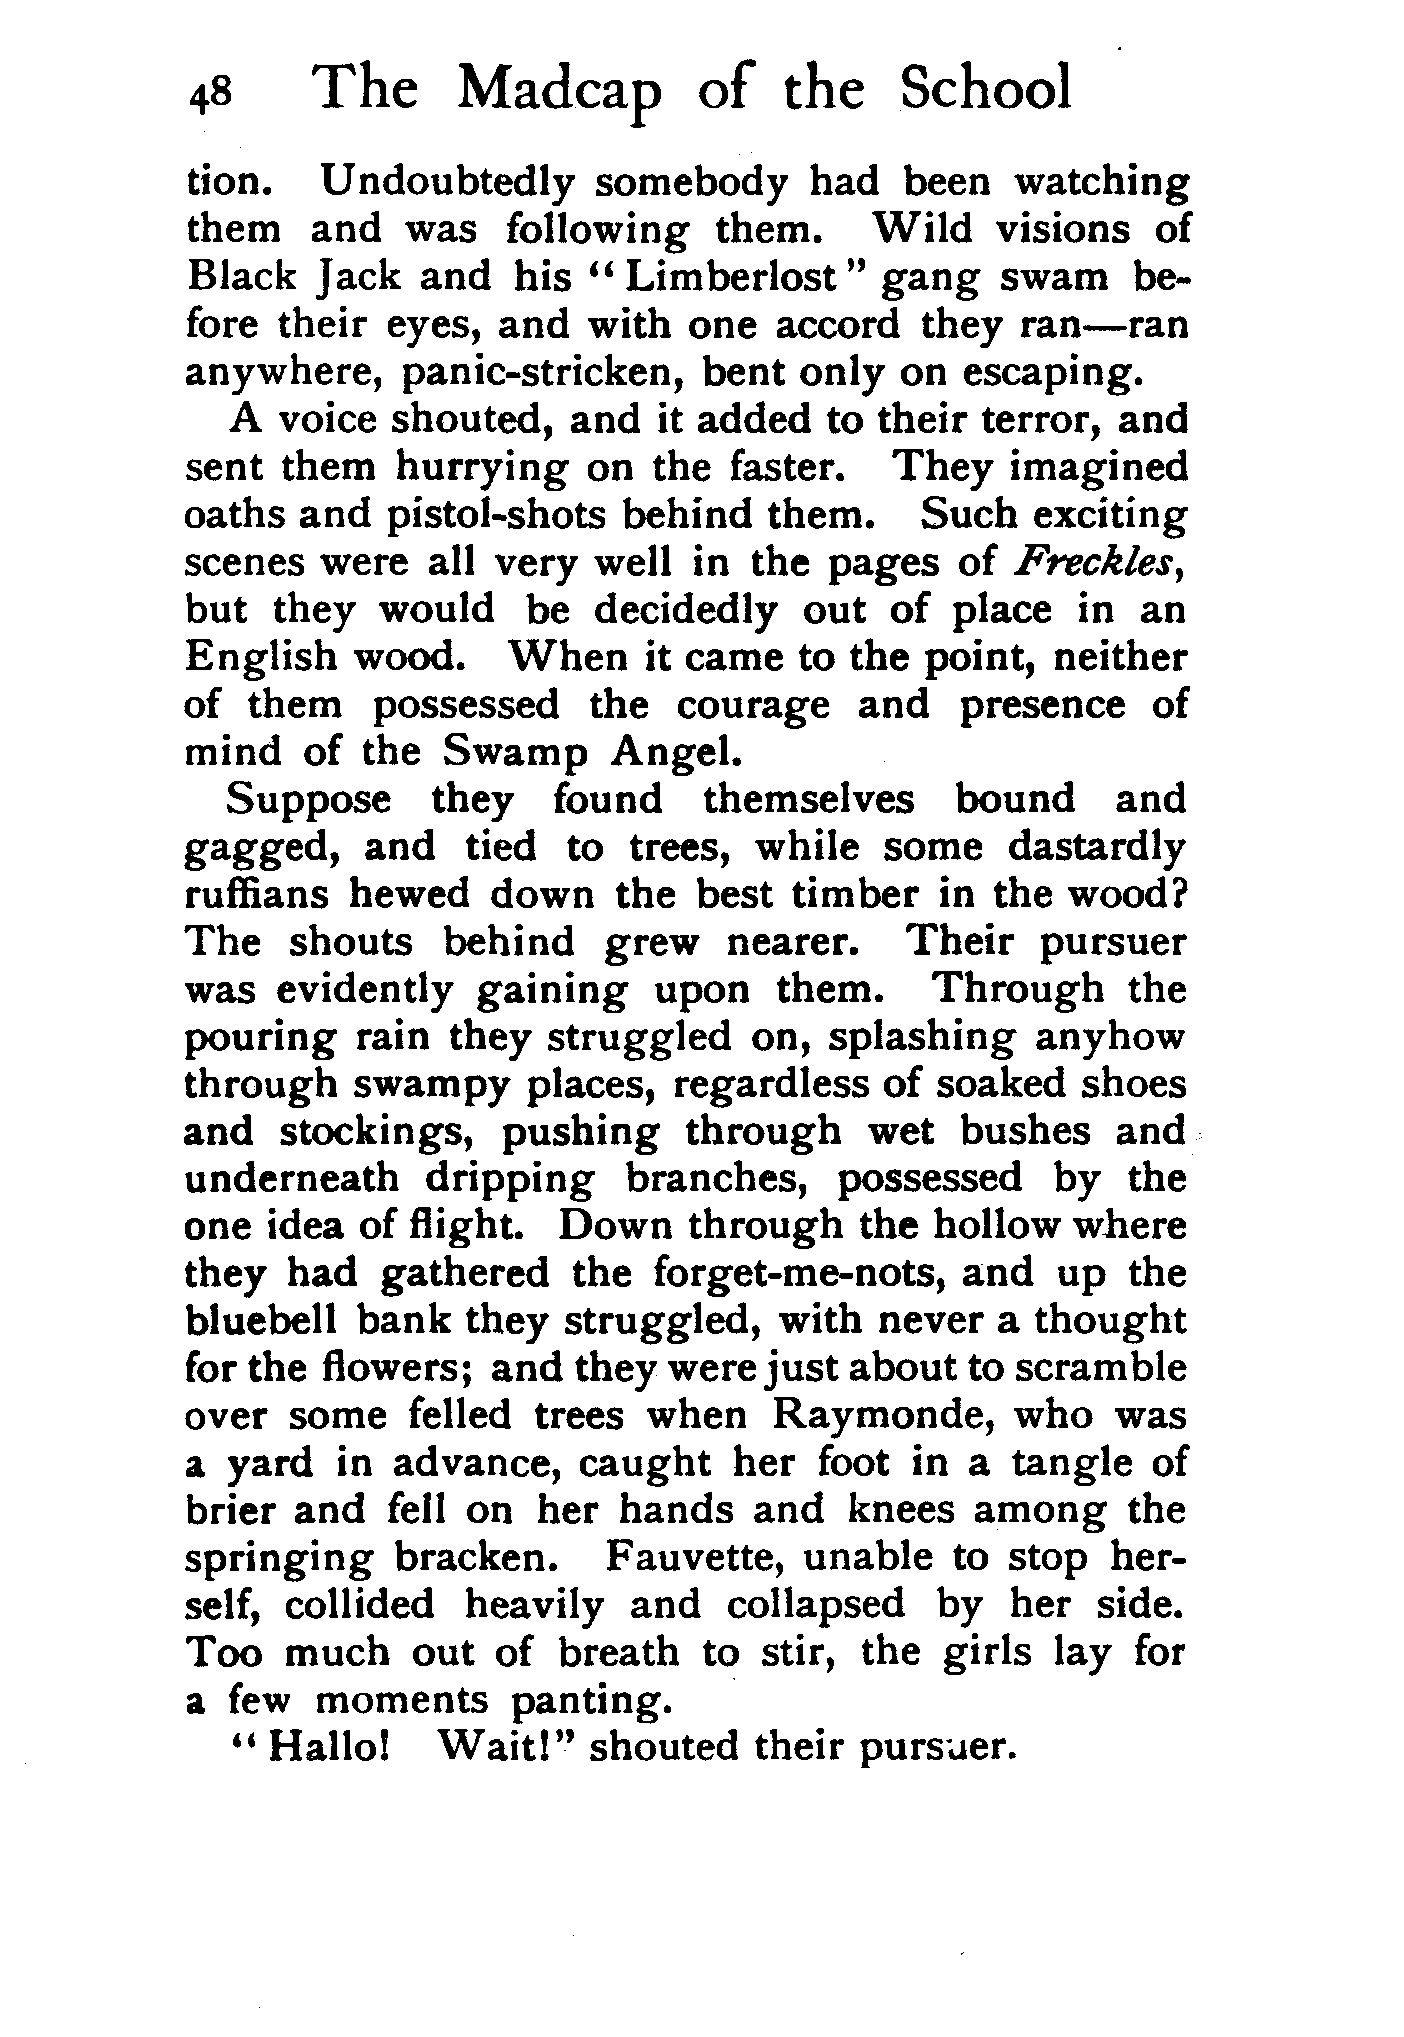 48 The Madcap of the School
tion. Undoubtedly somebody had been watching
them and was following them. Wild visions of
Black Jack and his “Limberlost” gang swam be-
fore their eyes, and with one accord they ran—ran
anywhere, panic-stricken, bent only on escaping.
A voice shouted, and it added to their terror, and
sent them hurrying on the faster. They imagined
oaths and pistol-shots behind them. Such exciting
scenes were all very well in the pages of Freckles,
but they would be decidedly out of place in an
English wood. When it came to the point, neither
of them possessed the courage and presence of
mind of the Swamp Angel.
Suppose they found themselves bound and
gagged, and tied to trees, while some dastardly
ruffians hewed down the best timber in the wood?
The shouts behind grew nearer. Their pursuer
was evidently gaining upon them. Through the
pouring rain they struggled on, splashing anyhow
through swampy places, regardless of soaked shoes
and stockings, pushing through wet bushes and
underneath dripping branches, possessed by the
one idea of flight. Down through the hollow where
they had gathered the forget-me-nots, and up the
bluebell bank they struggled, with never a thought
for the flowers; and they were just about to scramble
over some felled trees when Raymonde, who was
a yard in advance, caught her foot in a tangle of
brier and fell on her hands and knees among the
springing bracken. Fauvette, unable to stop her-
self, collided heavily and collapsed by her side.
Too much out of breath to stir, the girls lay for
a few moments panting.
“Hallo! Wait!” shouted their pursuer.